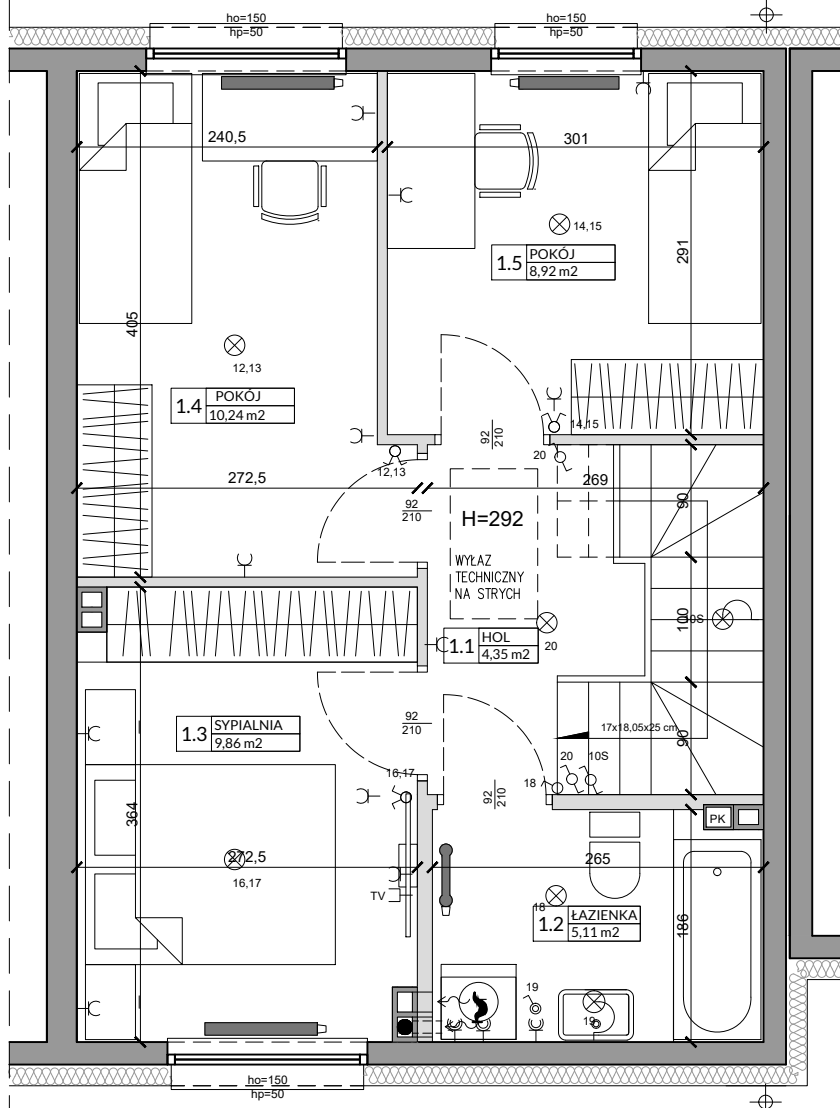 ho=150
hp=50
ho=150
hp=50
240,5
301
14,15
1.5
POKÓJ
8,92 m2
291
405
12,13
1.4
POKÓJ
10,24 m2
14,15
92
210
20
12,13
272,5
269
90
92
210
H=292
WYŁAZ
TECHNICZNY
NA STRYCH
100
10S
20
1.1
HOL
4,35 m2
1.3
SYPIALNIA
9,86 m2
92
210
17x18,05x25 cm
90
16,17
20
10S
18
92
210
364
PK
272,5
265
16,17
TV
18
1.2
ŁAZIENKA
5,11 m2
186
19
19
ho=150
hp=50